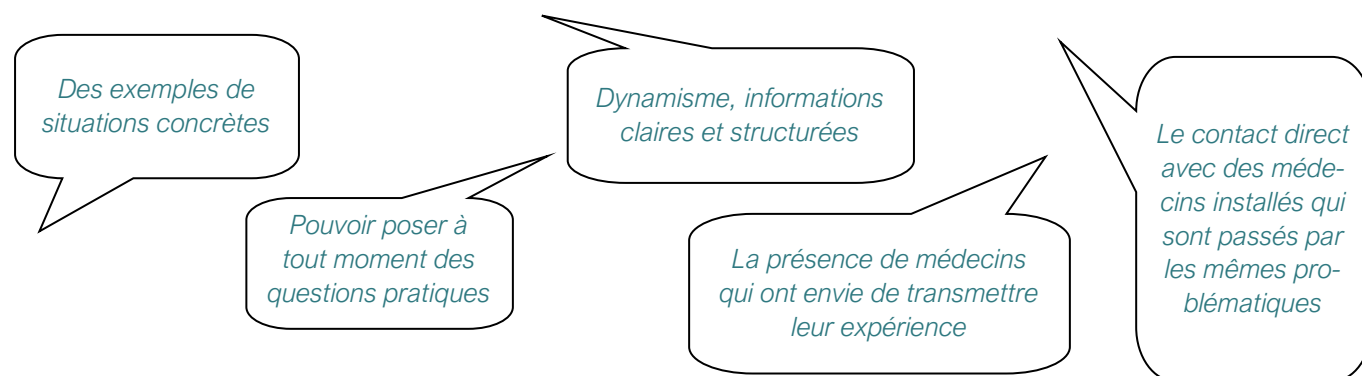 Des exemples de
situations concrètes
Dynamisme, informations
claires et structurées
Le contact direct
avec des méde-
cins installés qui
sont passés par
les mêmes pro-
blématiques
Pouvoir poser à
tout moment des
questions pratiques
La présence de médecins
qui ont envie de transmettre
leur expérience